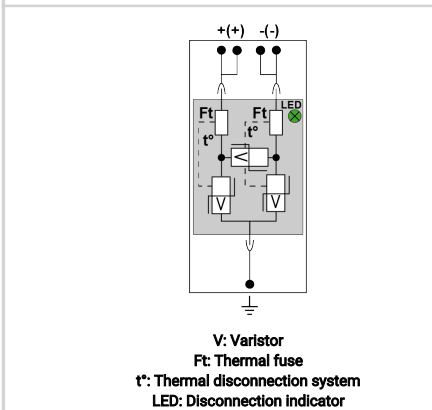 +(+) -(-)
Ft Ft LED
t° t°
V
V V
V: Varistor
Ft: Thermal fuse
t°: Thermal disconnection system
LED: Disconnection indicator